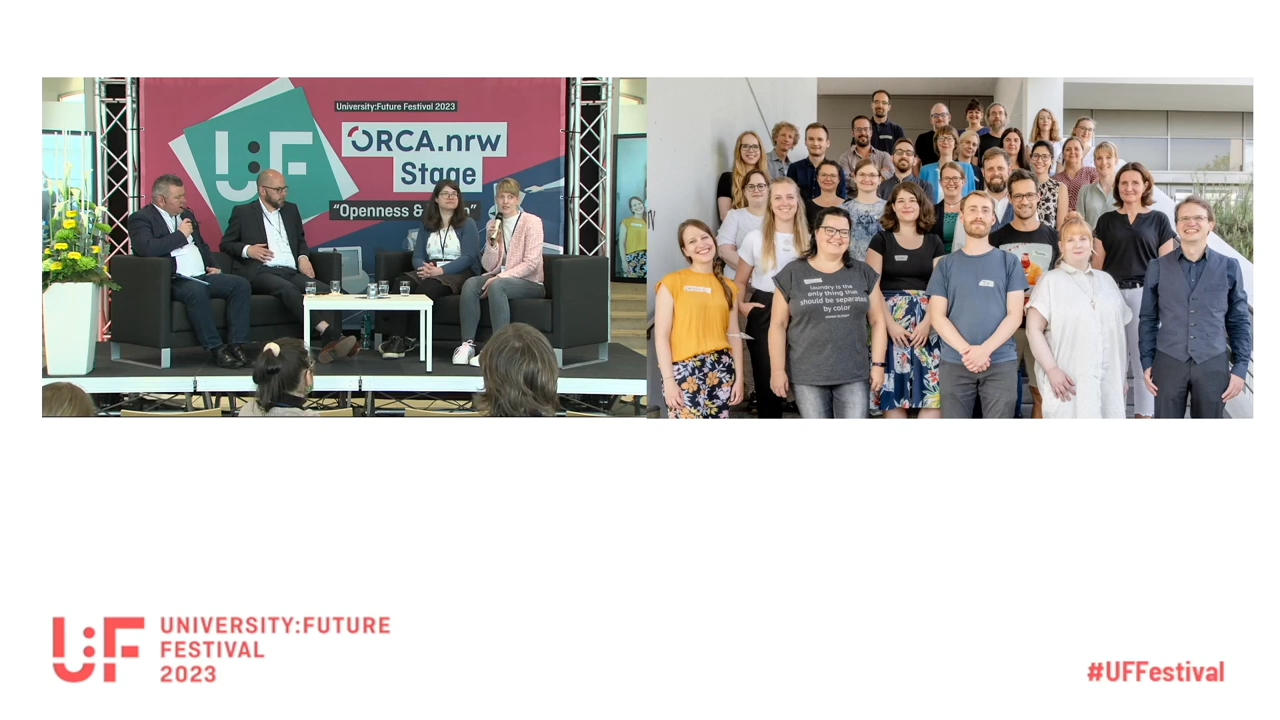 University:Future Festival 2023
U:F
ORCA.nrw
Stage
"Openness &
laundry is the
only thing that
should be separated
by color
U:F
UNIVERSITY:FUTURE
FESTIVAL
2023
#UFFestival